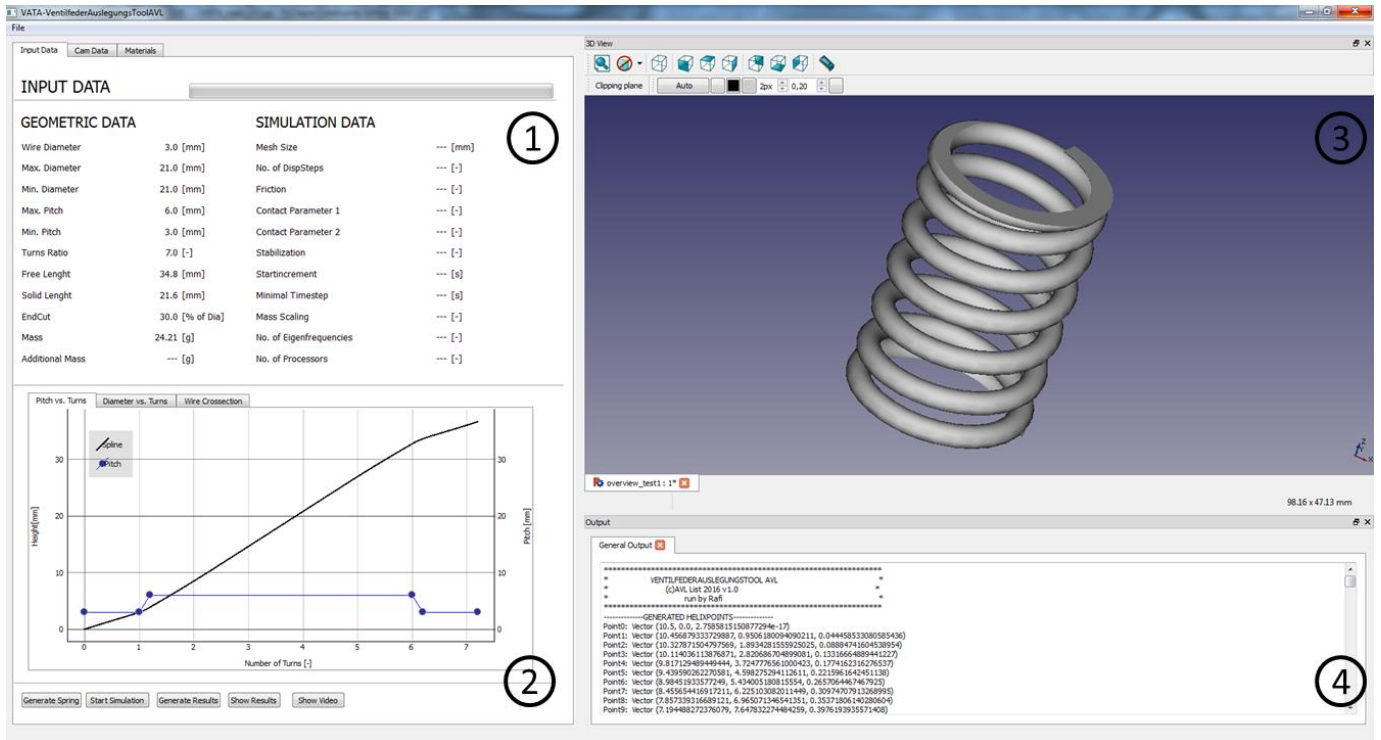 VATA-VentilfederAuslegungsToolAVL
File
Input Data Cam Data Materials
INPUT DATA
GEOMETRIC DATA SIMULATION DATA
1
Wire Diameter 3.0 [mm] Mesh Size --- [mm]
Max. Diameter 21.0 [mm] No. of DispSteps --- [-]
Min. Diameter 21.0 [mm] Friction --- [-]
Max. Pitch 6.0 [mm] Contact Parameter 1 --- [-]
Min. Pitch 3.0 [mm] Contact Parameter 2 --- [-]
Turns Ratio 7.0 [-] Stabilization --- [-]
Free Lenght 34.8 [mm] Startincrement --- [s]
Solid Lenght 21.6 [mm] Minimal Timestep --- [s]
EndCut 30.0 [% of Dia] Mass Scaling --- [-]
Mass 24.21 [g] No. of Eigenfrequencies --- [-]
Additional Mass --- [g] No. of Processors --- [-]
Pitch vs. Turns Diameter vs. Turns Wire Crossection
Spline
Pitch
30 30
20 20
10 10
0 0
Height[mm]
Pitch [mm]
0 1 2 3 4 5 6 7
Number of Turns [-]
2
Generate Spring Start Simulation Generate Results Show Results Show Video
3D View
Clipping plane Auto 2px 0,20
3
Z
Y
X
overview_test1 : 1*
98.16 x 47.13 mm
Output
General Output
VENTILFEDERAUSLEGUNGSTOOL AVL
(c)AVL List 2016 v1.0
run by Rafi
--------------GENERATED HELIXPOINTS--------------
Point0: Vector (10.5, 0.0, 2.7585815150877294e-17)
Point1: Vector (10.456879333729887, 0.9506180094090211, 0.044458533080585436)
Point2: Vector (10.327871504797569, 1.8934281555925025, 0.08884741604538954)
Point3: Vector (10.114036113876871, 2.820686704899081, 0.13316664889441227)
Point4: Vector (9.817129489449444, 3.7247776561000423, 0.1774162316276537)
Point5: Vector (9.439590262270581, 4.598275294112611, 0.2215961642451138)
Point6: Vector (8.98451933577249, 5.434005180815554, 0.2657064467467925)
Point7: Vector (8.455654416917211, 6.225103082011449, 0.30974707913268995)
Point8: Vector (7.857339316689121, 6.965071346541351, 0.35371806140280604)
Point9: Vector (7.194488272376079, 7.647832274484259, 0.3976193935571408)
4